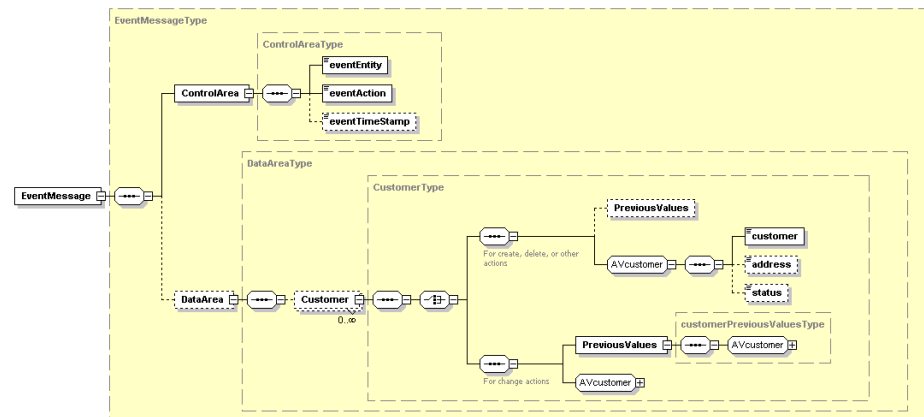 EventMessageType
ControlAreaType
eventEntity
ControlArea
eventAction
eventTimeStamp
DataAreaType
CustomerType
EventMessage
PreviousValues
customer
For create, delete, or other
actions
AVcustomer
address
status
DataArea
Customer
0..∞
customerPreviousValuesType
PreviousValues
AVcustomer
For change actions
AVcustomer